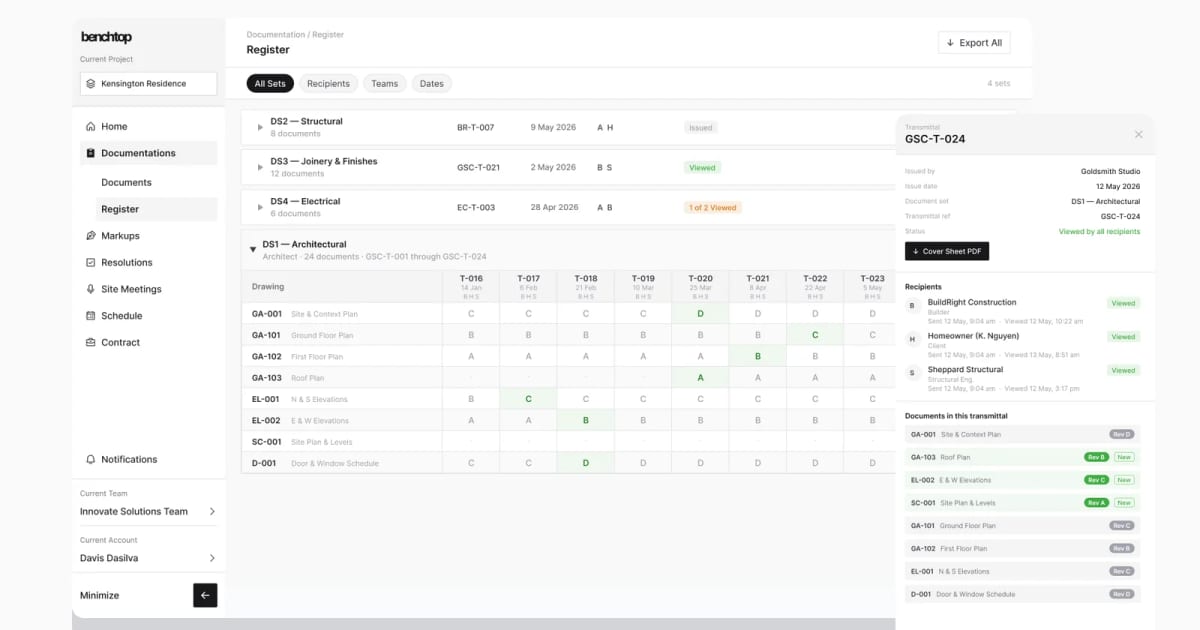 benchtop
Current Project
Kensington Residence
Home
Documentations
Documents
Register
Markups
Resolutions
Site Meetings
Schedule
Contract
Notifications
Current Team
Innovate Solutions Team
Current Account
Davis Dasilva
Minimize
Documentation / Register
Register
Export All
All Sets Recipients Teams Dates 4 sets
DS2 — Structural
8 documents
BR-T-007 9 May 2026 A H Issued
DS3 — Joinery & Finishes
12 documents
GSC-T-021 2 May 2026 B S Viewed
DS4 — Electrical
6 documents
EC-T-003 28 Apr 2026 A B 1 of 2 Viewed
DS1 — Architectural
Architect · 24 documents · GSC-T-001 through GSC-T-024
Drawing T-016 T-017 T-018 T-019 T-020 T-021 T-022 T-023
14 Jan 6 Feb 21 Feb 10 Mar 25 Mar 8 Apr 22 Apr 5 May
B H S B H S B H S B H S B H S B H S B H S B H S
GA-001 Site & Context Plan C C C C D D D D
GA-101 Ground Floor Plan B B B B B B C C
GA-102 First Floor Plan A A A A A B B B
GA-103 Roof Plan - - - - A A A A
EL-001 N & S Elevations B C C C C C C C
EL-002 E & W Elevations A A B B B B B B
SC-001 Site Plan & Levels - - - - - - - -
D-001 Door & Window Schedule C C D D D D D D
Transmittal
GSC-T-024
Issued by Goldsmith Studio
Issue date 12 May 2026
Document set DS1 — Architectural
Transmittal ref GSC-T-024
Status Viewed by all recipients
Cover Sheet PDF
Recipients
B BuildRight Construction Viewed
Builder
Sent 12 May, 9:04 am · Viewed 12 May, 10:22 am
H Homeowner (K. Nguyen) Viewed
Client
Sent 12 May, 9:04 am · Viewed 13 May, 8:51 am
S Sheppard Structural Viewed
Structural Eng.
Sent 12 May, 9:04 am · Viewed 12 May, 3:17 pm
Documents in this transmittal
GA-001 Site & Context Plan Rev D
GA-103 Roof Plan Rev B New
EL-002 E & W Elevations Rev C New
SC-001 Site Plan & Levels Rev A New
GA-101 Ground Floor Plan Rev C
GA-102 First Floor Plan Rev B
EL-001 N & S Elevations Rev C
D-001 Door & Window Schedule Rev D